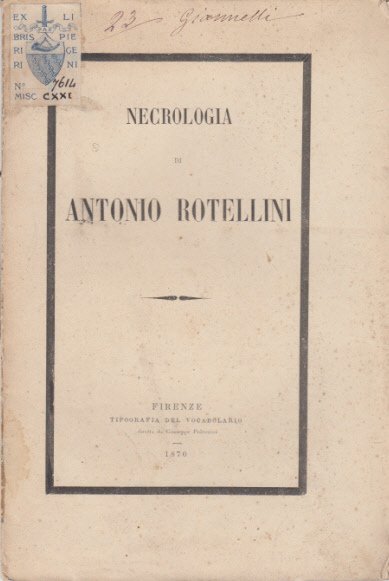 23 Giannelli
EX LI
BRIS PIE
RI GE
RI NI
N° 7614
MISC CXXI
NECROLOGIA
DI
ANTONIO ROTELLINI
FIRENZE
TIPOGRAFIA DEL VOCABOLARIO
diretta da Giuseppe Polverini
1870